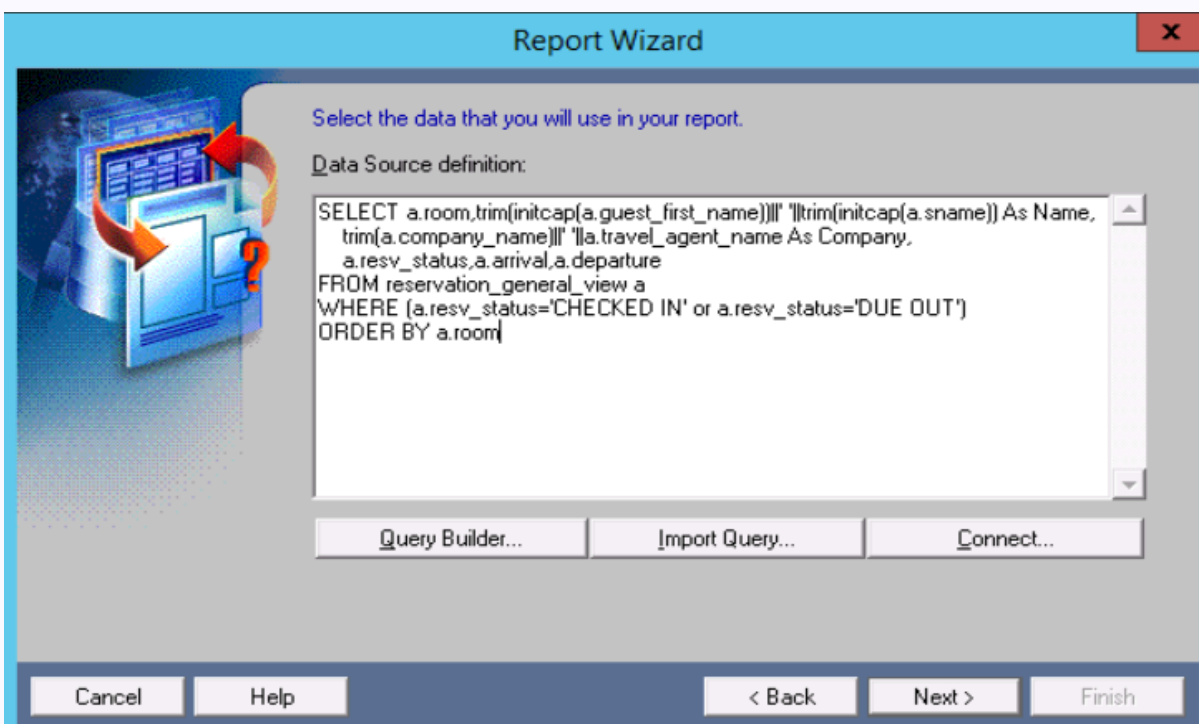 Report Wizard
x
Select the data that you will use in your report.
Data Source definition:
SELECT a.room,trim(initcap(a.guest_first_name))||' '||trim(initcap(a.sname)) As Name,
trim(a.company_name)||' '||a.travel_agent_name As Company,
a.resv_status,a.arrival,a.departure
FROM reservation_general_view a
WHERE (a.resv_status='CHECKED IN' or a.resv_status='DUE OUT')
ORDER BY a.room
?
Query Builder... Import Query... Connect...
Cancel Help < Back Next > Finish